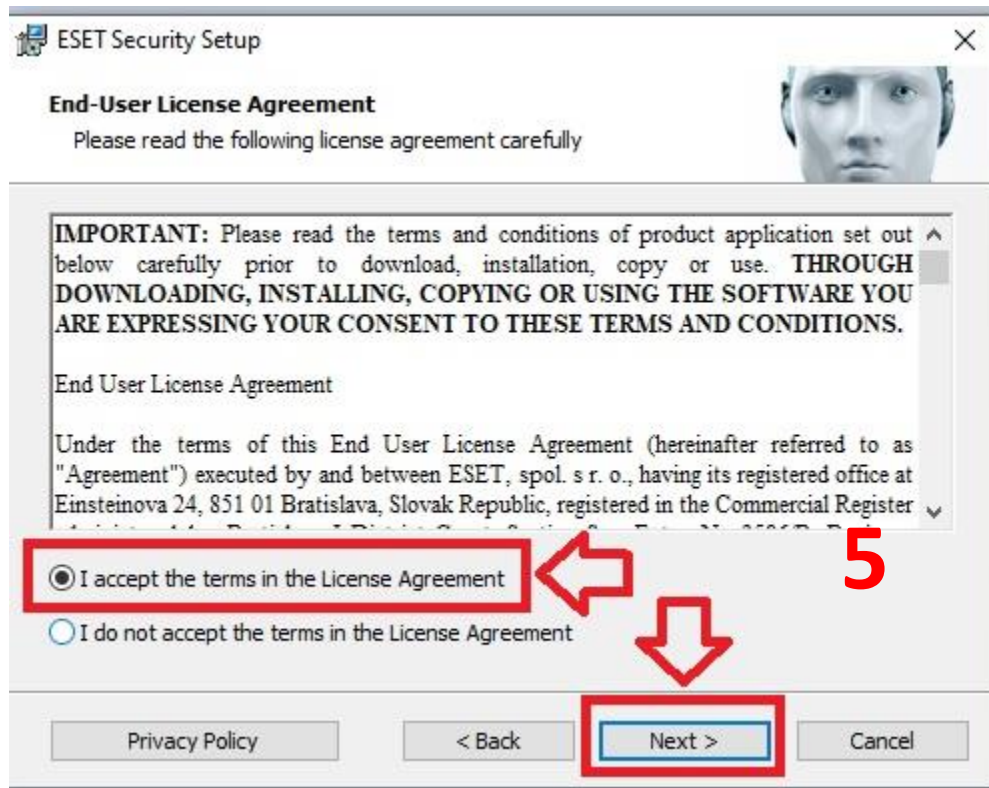 ESET Security Setup
End-User License Agreement
Please read the following license agreement carefully
IMPORTANT: Please read the terms and conditions of product application set out
below carefully prior to download, installation, copy or use. THROUGH
DOWNLOADING, INSTALLING, COPYING OR USING THE SOFTWARE YOU
ARE EXPRESSING YOUR CONSENT TO THESE TERMS AND CONDITIONS.
End User License Agreement
Under the terms of this End User License Agreement (hereinafter referred to as
"Agreement") executed by and between ESET, spol. s r. o., having its registered office at
Einsteinova 24, 851 01 Bratislava, Slovak Republic, registered in the Commercial Register
5
I accept the terms in the License Agreement
I do not accept the terms in the License Agreement
Privacy Policy
< Back
Next >
Cancel